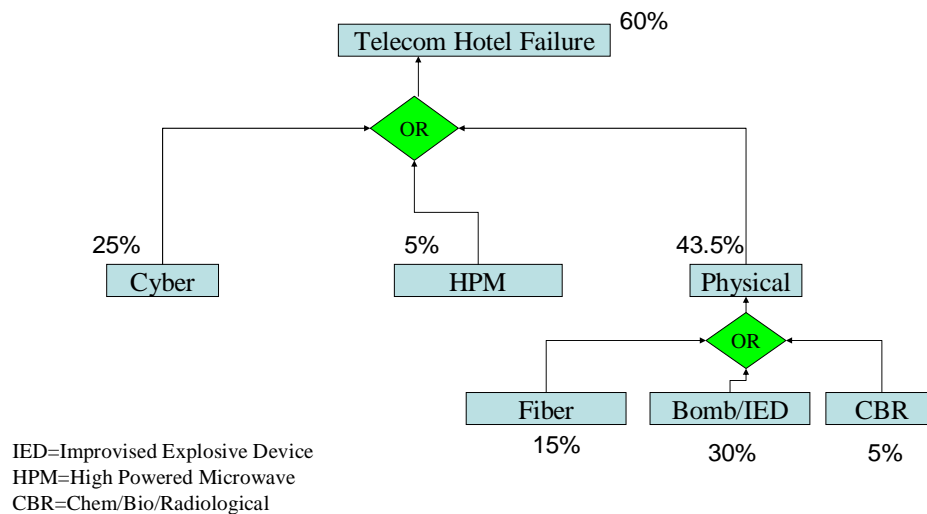 60%
Telecom Hotel Failure
OR
25%
5%
43.5%
Cyber
HPM
Physical
OR
Fiber
Bomb/IED
CBR
15%
30%
5%
IED=Improvised Explosive Device
HPM=High Powered Microwave
CBR=Chem/Bio/Radiological